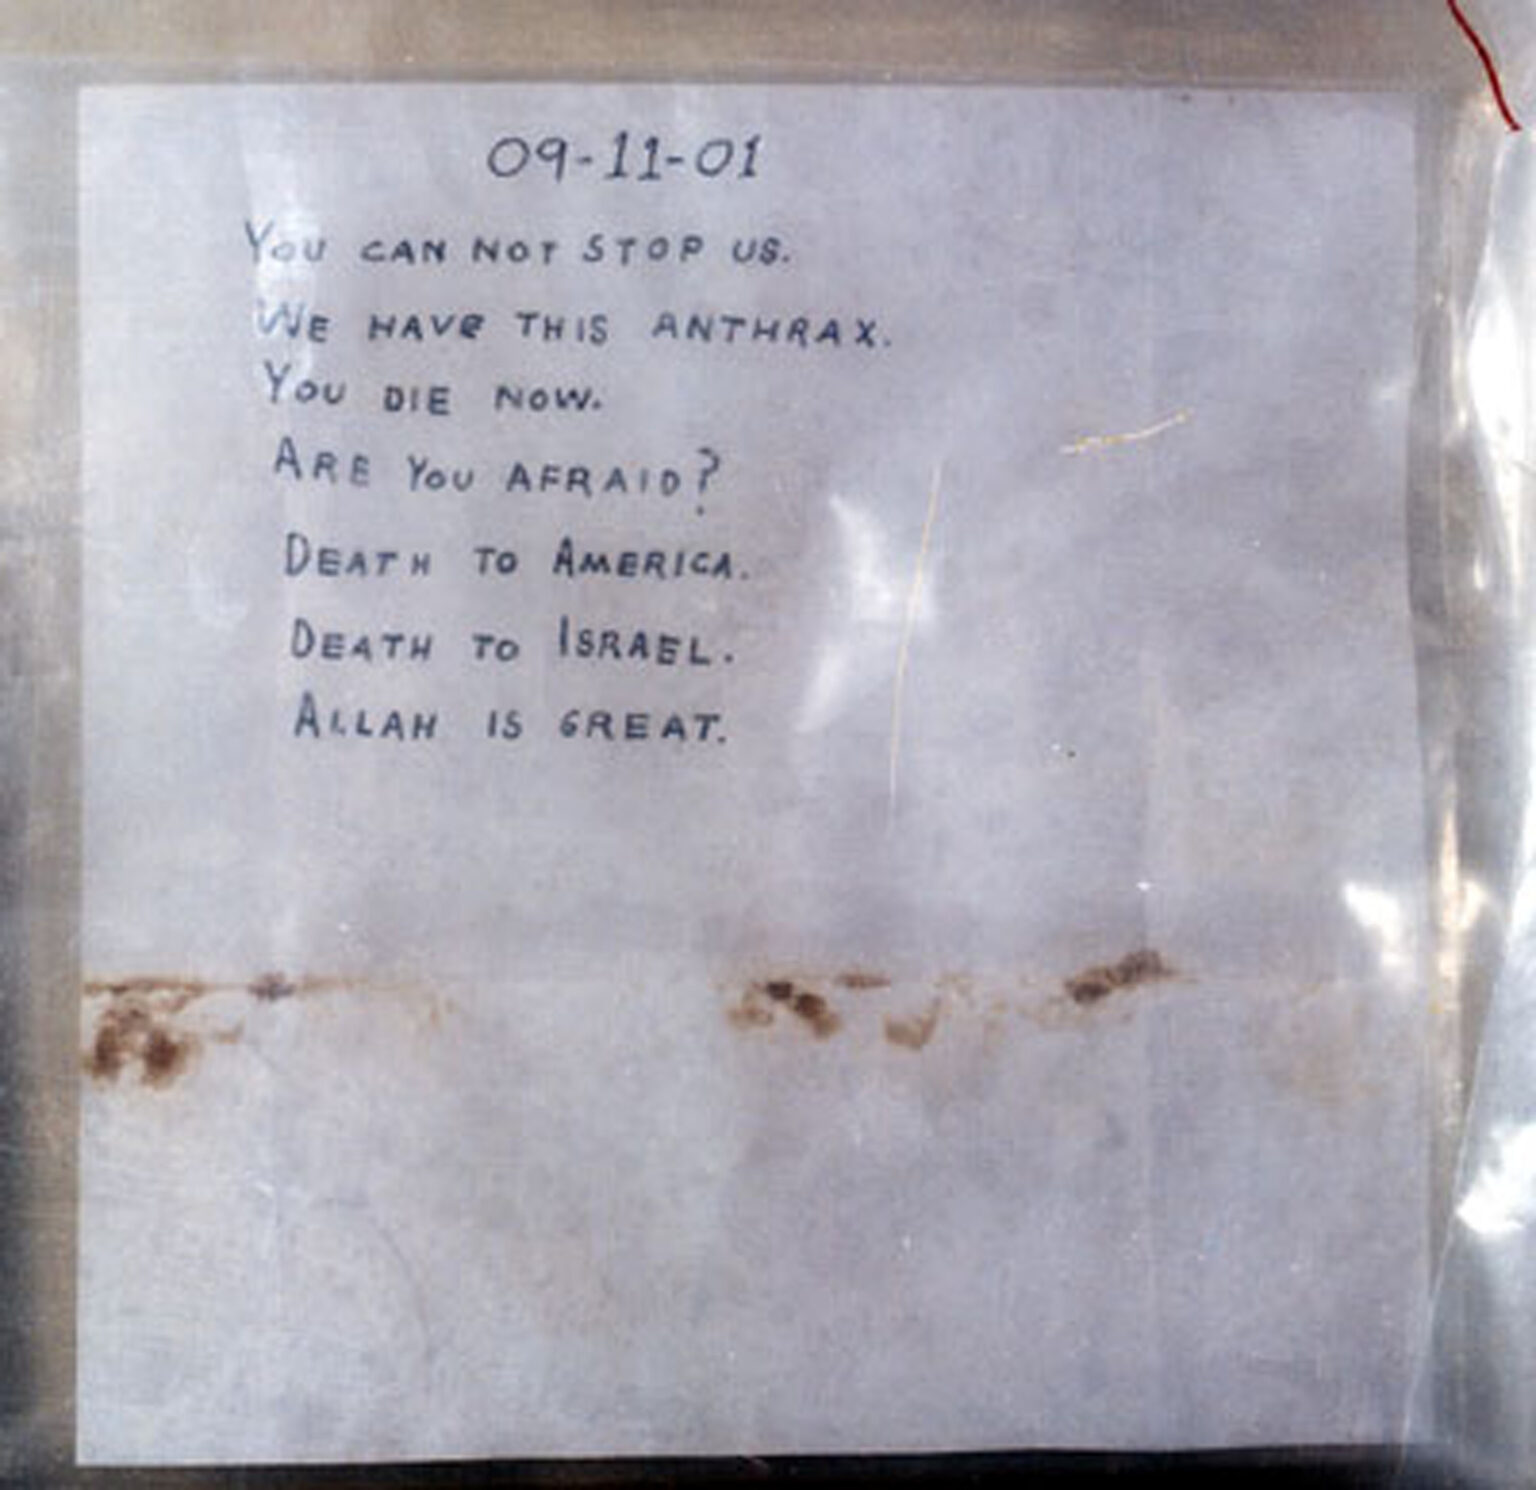 09-11-01
YOU CAN NOT STOP US.
WE HAVE THIS ANTHRAX.
YOU DIE NOW.
ARE YOU AFRAID?
DEATH TO AMERICA.
DEATH TO ISRAEL.
ALLAH IS GREAT.